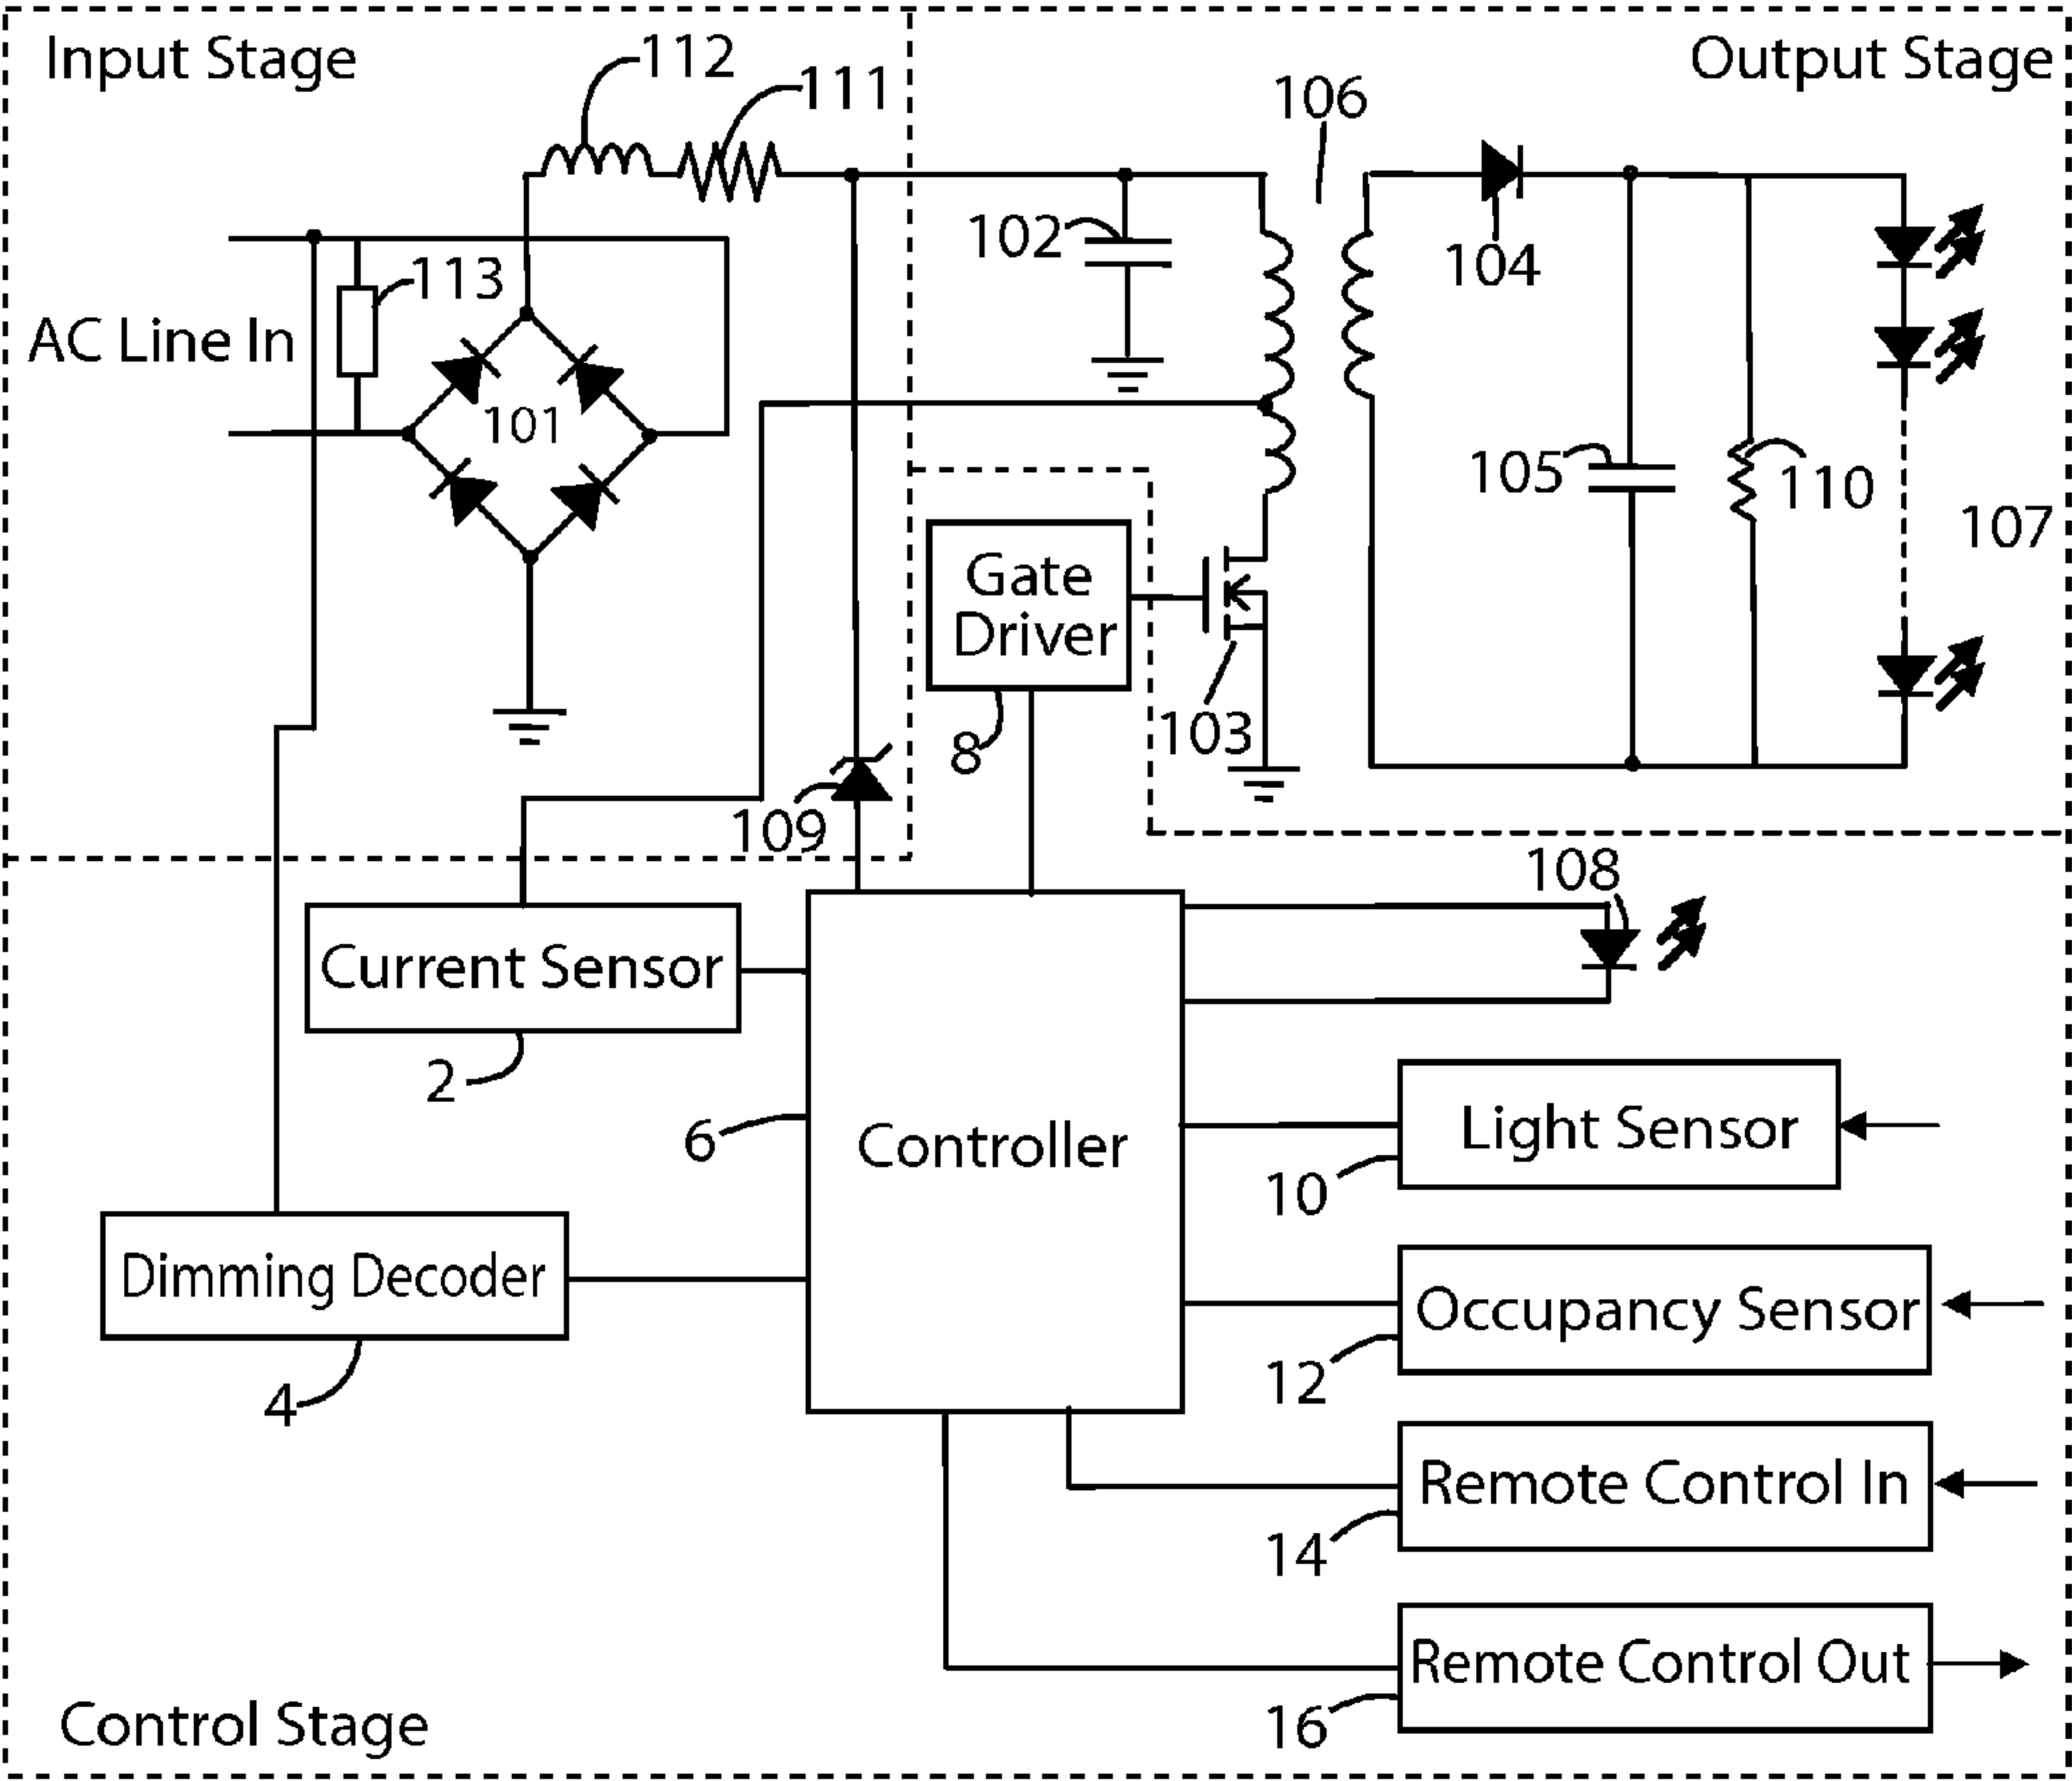 Input Stage
112
111
106
Output Stage
102
104
113
AC Line In
101
105
110
107
Gate
Driver
103
8
109
108
Current Sensor
2
6
Controller
Light Sensor
10
Dimming Decoder
4
Occupancy Sensor
12
Remote Control In
14
Remote Control Out
16
Control Stage